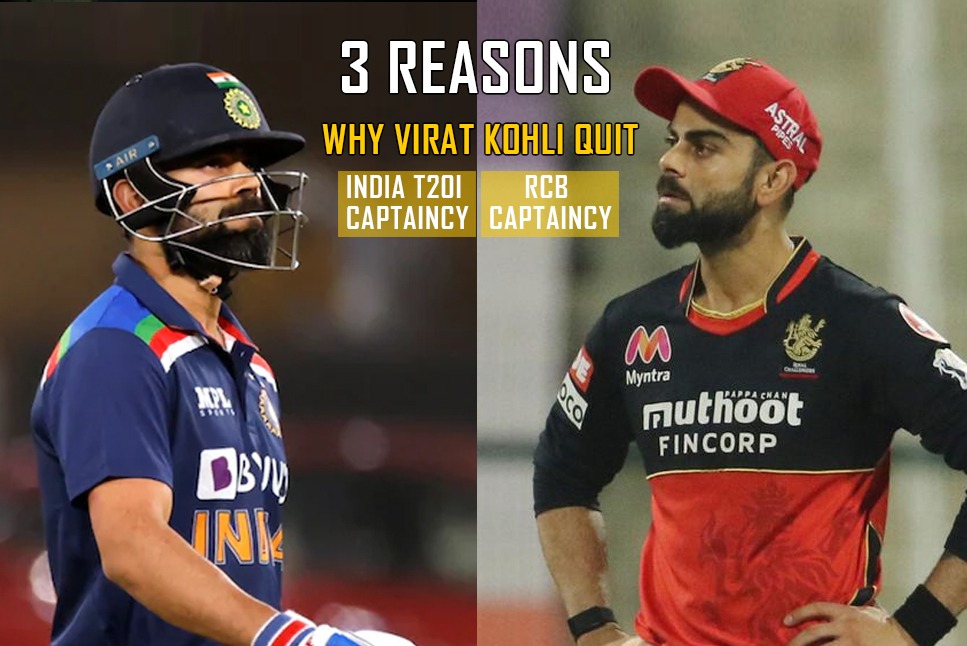 3 REASONS
WHY VIRAT KOHLI QUIT
INDIA T20I
CAPTAINCY
RCB
CAPTAINCY
AIR
MPL
SPORTS
INDIA
ASTRAL
PIPES
Myntra
MUTHOOT
PAPPACHAN
FINCORP